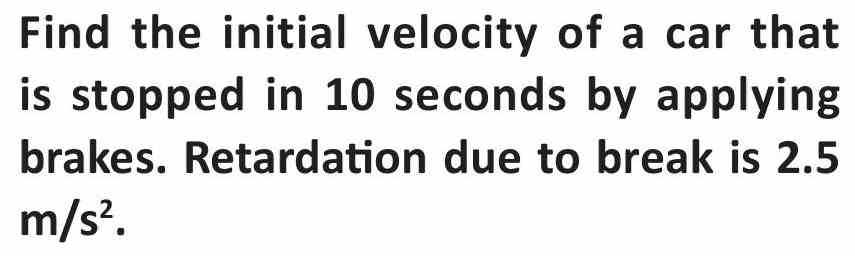 Find the initial velocity of a car that
is stopped in 10 seconds by applying
brakes. Retardation due to break is 2.5
m/s².